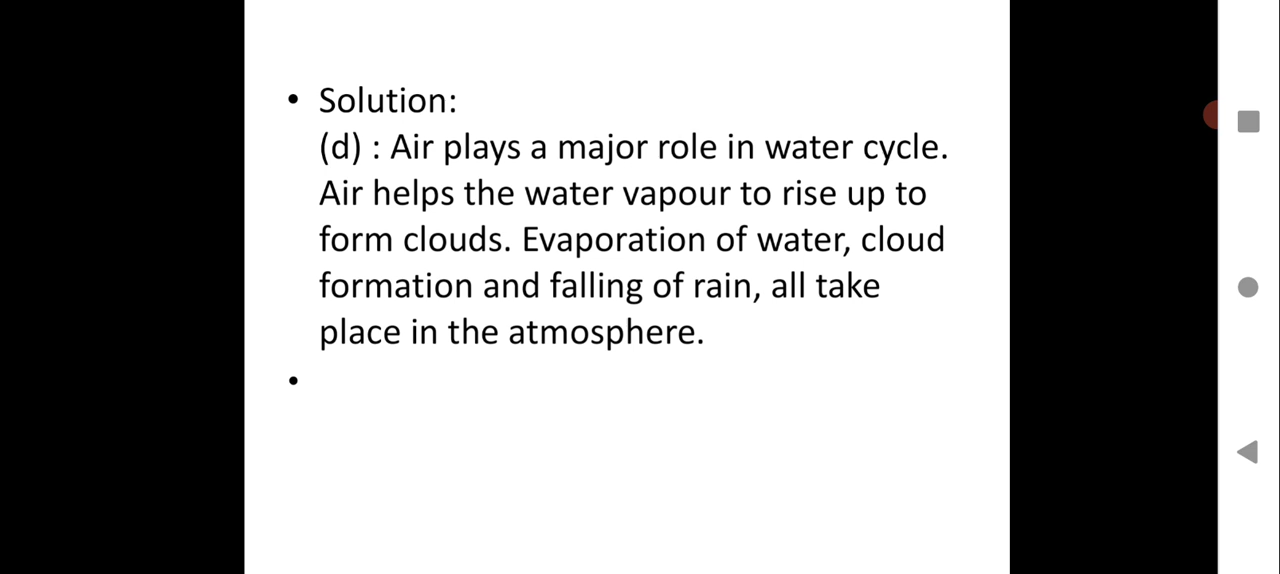 • Solution:
(d) : Air plays a major role in water cycle.
Air helps the water vapour to rise up to
form clouds. Evaporation of water, cloud
formation and falling of rain, all take
place in the atmosphere.
•